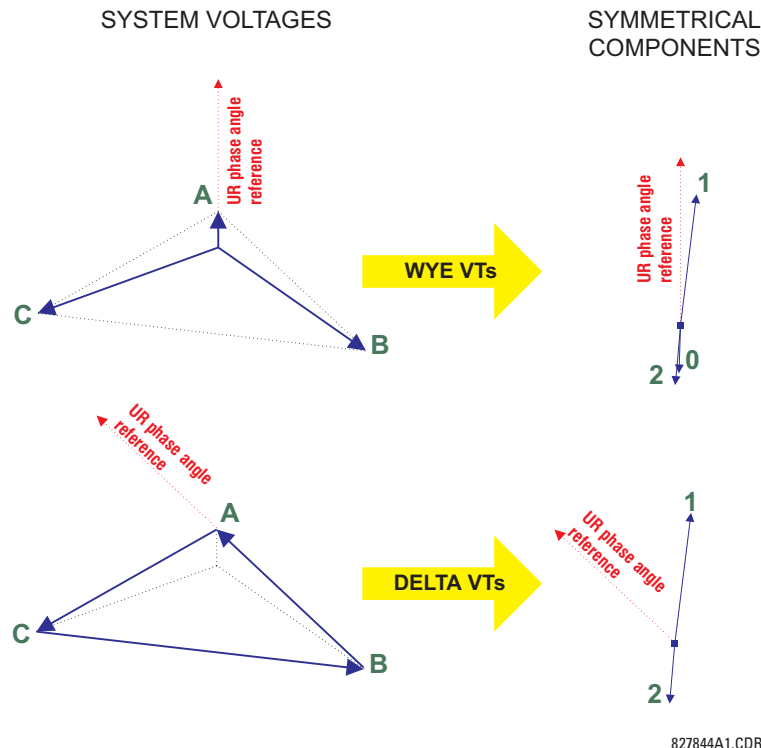 SYSTEM VOLTAGES
SYMMETRICAL
COMPONENTS
UR phase angle
reference
A
C
B
WYE VTs
UR phase angle
reference
1
2
0
UR phase angle
reference
A
C
B
DELTA VTs
UR phase angle
reference
1
2
827844A1.CDR